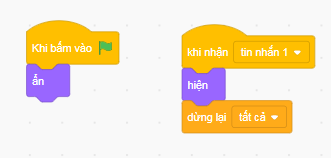 Khi bấm vào
ẩn
khi nhận tin nhắn 1
hiện
dừng lại tất cả